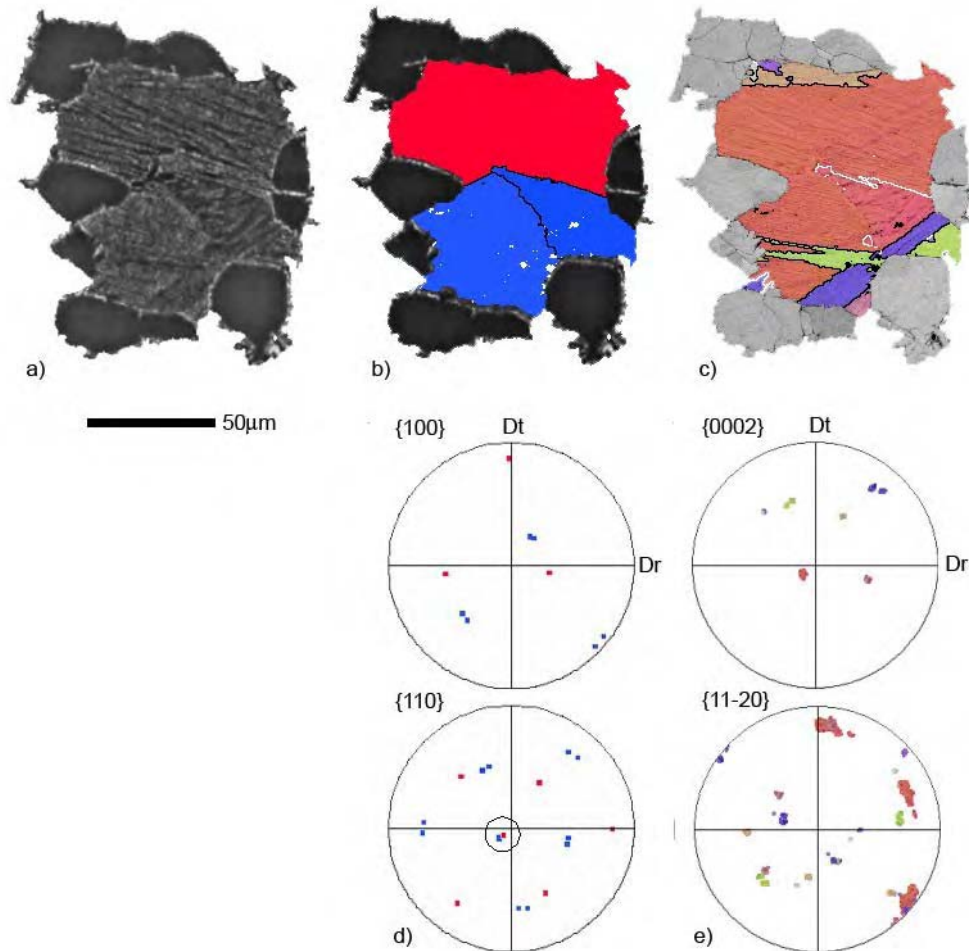 a)
b)
c)
50µm
{100}
Dt
{0002}
Dt
Dr
Dr
{110}
{11-20}
d)
e)